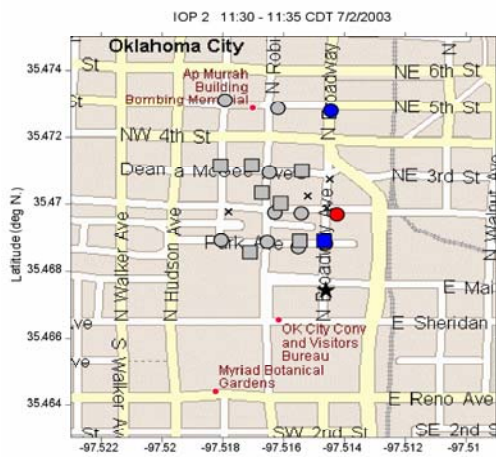 IOP 2 11:30 - 11:35 CDT 7/2/2003
Oklahoma City
St
Ap Murrah
Building
Bombing Memorial
N Robi
N Broadway
NE 6th St
St
NE 5th St
NW 4th St
Dean a McGee Ave
NE 3rd St
Park Ave
N Walker Ave
N Hudson Ave
N Broadway Ave
E Mai
OK City Conv
and Visitors
Bureau
E Sheridan
ve
Myriad Botanical
Gardens
S Walker Av
E Reno Ave
St
SW 2nd St
SE 2nd S
Latitude (deg N.)
35.474
35.472
35.47
35.468
35.466
35.464
-97.522 -97.52 -97.518 -97.516 -97.514 -97.512 -97.51